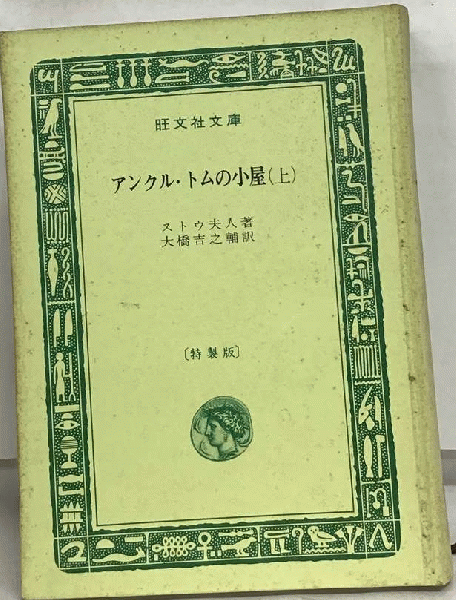 旺文社文庫
アンクル・トムの小屋(上)
ストウ夫人著
大橋吉之輔訳
〔特製版〕